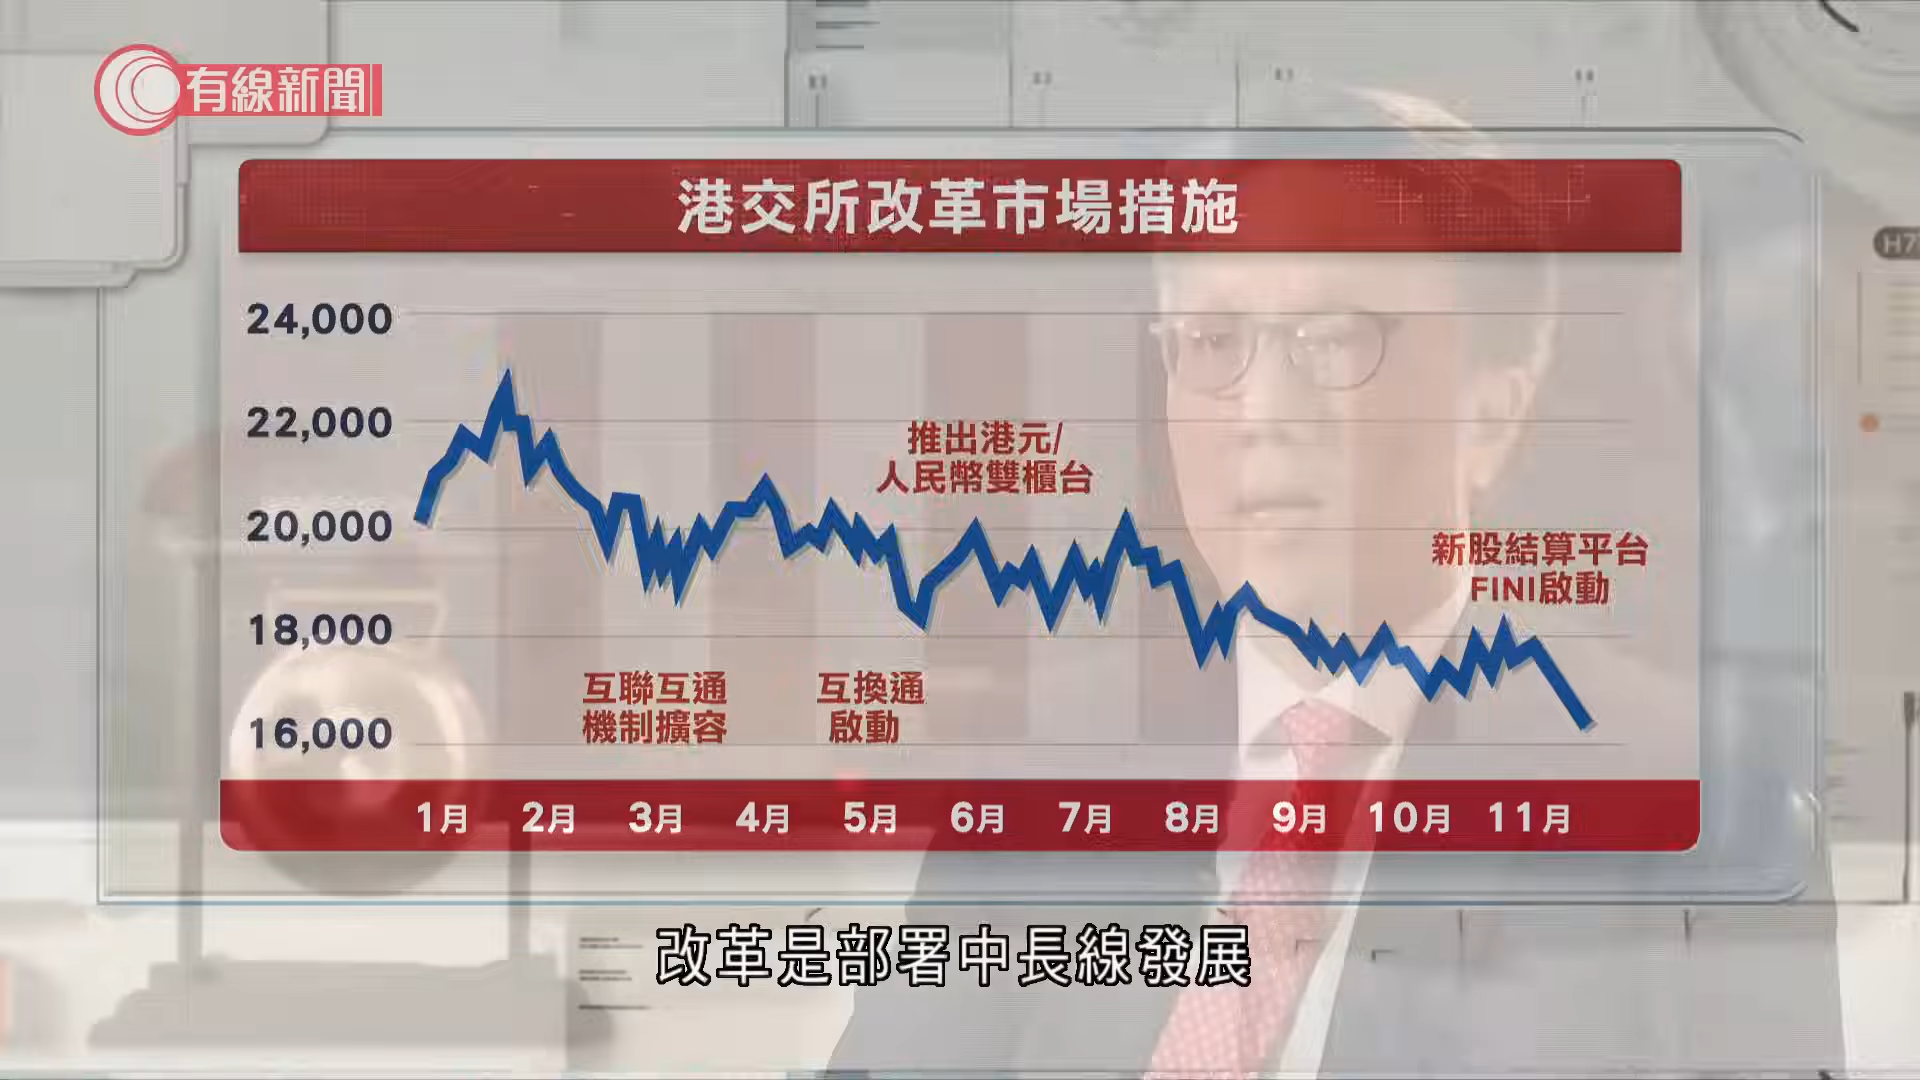 有線新聞
港交所改革市場措施
24,000
22,000
20,000
18,000
16,000
推出港元/
人民幣雙櫃台
新股結算平台
FINI啟動
互聯互通
機制擴容
互換通
啟動
1月 2月 3月 4月 5月 6月 7月 8月 9月 10月 11月
改革是部署中長線發展